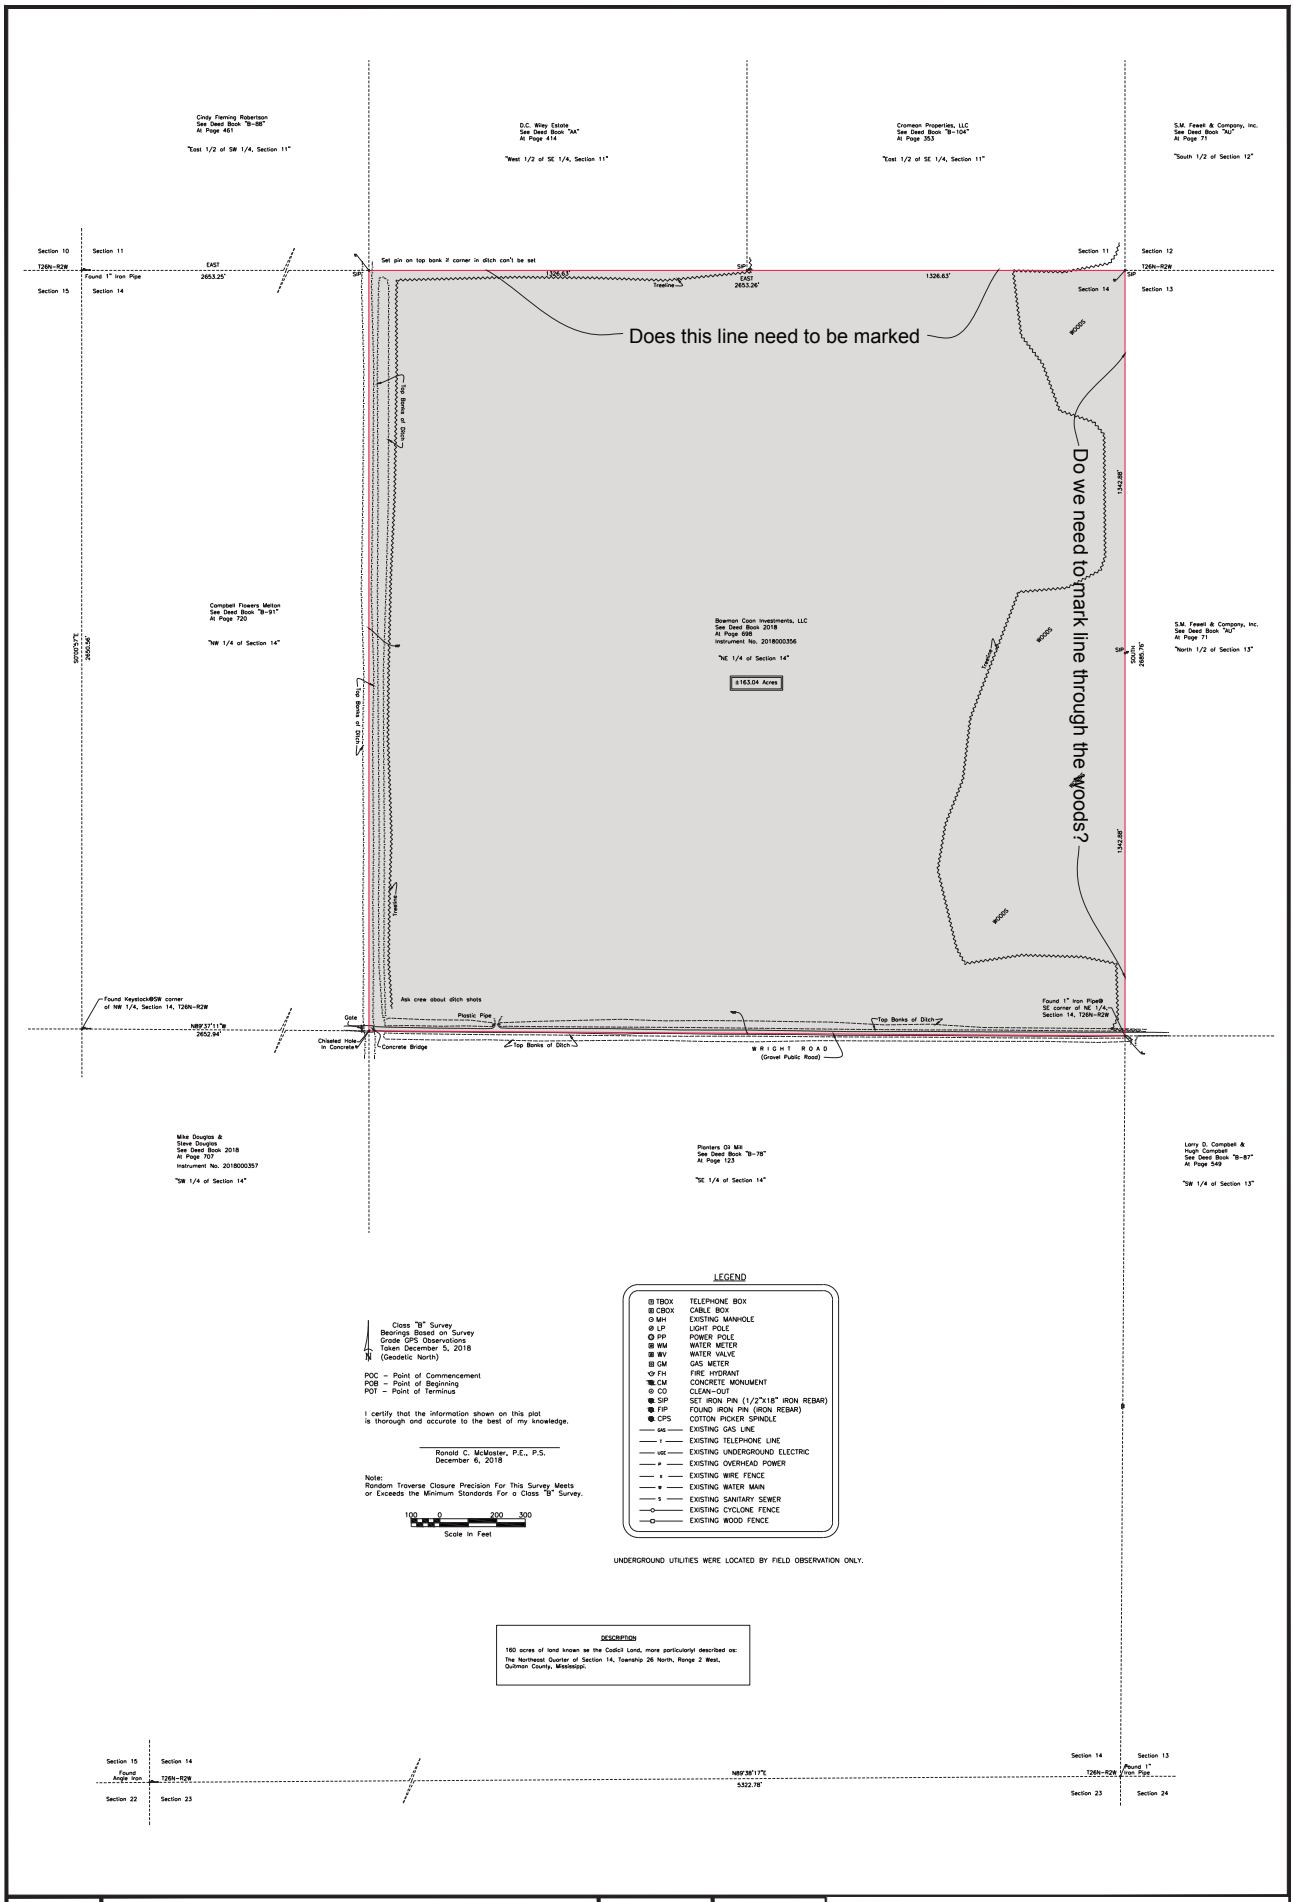 Cindy Fleming Robertson
See Deed Book "B-88"
At Page 461
"East 1/2 of SW 1/4, Section 11"
D.C. Wiley Estate
See Deed Book "AA"
At Page 414
"West 1/2 of SE 1/4, Section 11"
Cromean Properties, LLC
See Deed Book "B-104"
At Page 353
"East 1/2 of SE 1/4, Section 11"
S.M. Fewell & Company, Inc.
See Deed Book "AU"
At Page 71
"South 1/2 of Section 12"
Section 10
Section 11
T26N-R2W
Found 1" Iron Pipe
EAST
2653.25'
Section 15
Section 14
Set pin on top bank if corner in ditch can't be set
SIP
1326.63'
Treeline
SIP
EAST
2653.26'
1326.63'
Section 11
Section 12
T26N-R2W
SIP
Section 14
Section 13
Does this line need to be marked
WOODS
Top Banks of Ditch
Do we need to mark line through the woods?
1342.88'
Campbell Flowers Melton
See Deed Book "B-91"
At Page 720
"NW 1/4 of Section 14"
2650.56'
Top Banks of Ditch
Bowman Coon Investments, LLC
See Deed Book 2018
At Page 698
Instrument No. 2018000356
"NE 1/4 of Section 14"
±163.04 Acres
Treeline
WOODS
SIP
SOUTH
2685.76'
S.M. Fewell & Company, Inc.
See Deed Book "AU"
At Page 71
"North 1/2 of Section 13"
1342.88'
Treeline
WOODS
Found Keystock@SW corner
of NW 1/4, Section 14, T26N-R2W
N89°37'11"W
2652.94'
Ask crew about ditch shots
Gate
Plastic Pipe
Chiseled Hole
In Concrete
Concrete Bridge
Top Banks of Ditch
WRIGHT ROAD
(Gravel Public Road)
Top Banks of Ditch
Found 1" Iron Pipe@
SE corner of NE 1/4,
Section 14, T26N-R2W
Mike Douglas &
Steve Douglas
See Deed Book 2018
At Page 707
Instrument No. 2018000357
"SW 1/4 of Section 14"
Planters Oil Mill
See Deed Book "B-78"
At Page 123
"SE 1/4 of Section 14"
Larry D. Campbell &
Hugh Campbell
See Deed Book "B-87"
At Page 549
"SW 1/4 of Section 13"
N
Class "B" Survey
Bearings Based on Survey
Grade GPS Observations
Taken December 5, 2018
(Geodetic North)
POC - Point of Commencement
POB - Point of Beginning
POT - Point of Terminus
I certify that the information shown on this plat
is thorough and accurate to the best of my knowledge.
Ronald C. McMaster, P.E., P.S.
December 6, 2018
Note:
Random Traverse Closure Precision For This Survey Meets
or Exceeds the Minimum Standards For a Class "B" Survey.
100 0 200 300
Scale In Feet
LEGEND
TBOX TELEPHONE BOX
CBOX CABLE BOX
MH EXISTING MANHOLE
LP LIGHT POLE
PP POWER POLE
WM WATER METER
WV WATER VALVE
GM GAS METER
FH FIRE HYDRANT
CM CONCRETE MONUMENT
CO CLEAN-OUT
SIP SET IRON PIN (1/2"X18" IRON REBAR)
FIP FOUND IRON PIN (IRON REBAR)
CPS COTTON PICKER SPINDLE
GAS EXISTING GAS LINE
T EXISTING TELEPHONE LINE
UGE EXISTING UNDERGROUND ELECTRIC
P EXISTING OVERHEAD POWER
X EXISTING WIRE FENCE
W EXISTING WATER MAIN
S EXISTING SANITARY SEWER
EXISTING CYCLONE FENCE
EXISTING WOOD FENCE
UNDERGROUND UTILITIES WERE LOCATED BY FIELD OBSERVATION ONLY.
DESCRIPTION
160 acres of land known se the Codicil Land, more particularlyl described as:
The Northeast Quarter of Section 14, Township 26 North, Range 2 West,
Quitman County, Mississippi.
Section 15
Section 14
Found
Angle Iron
T26N-R2W
Section 22
Section 23
N89°38'17"E
5322.78'
Section 14
Section 13
T26N-R2W
Found 1"
Iron Pipe
Section 23
Section 24